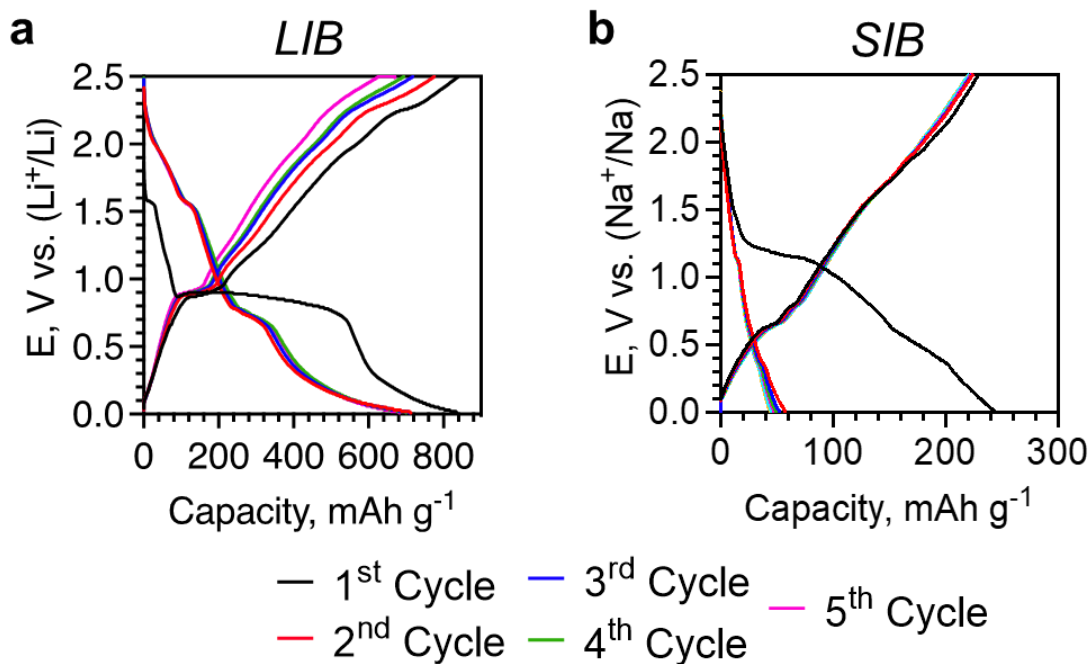 a
LIB
2.5
2.0
1.5
1.0
0.5
0.0
E, V vs. (Li⁺/Li)
0 200 400 600 800
Capacity, mAh g⁻¹
b
SIB
2.5
2.0
1.5
1.0
0.5
0.0
E, V vs. (Na⁺/Na)
0 100 200 300
Capacity, mAh g⁻¹
1ˢᵗ Cycle
2ⁿᵈ Cycle
3ʳᵈ Cycle
4ᵗʰ Cycle
5ᵗʰ Cycle